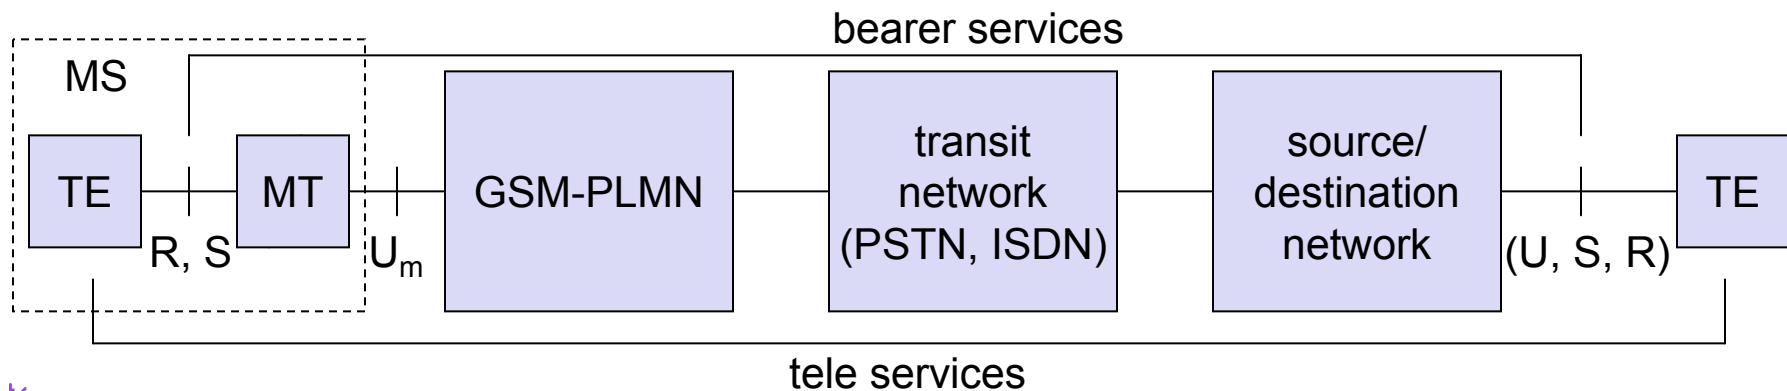 bearer services
MS
TE
MT
GSM-PLMN
transit
network
(PSTN, ISDN)
source/
destination
network
TE
R, S
Um
(U, S, R)
tele services